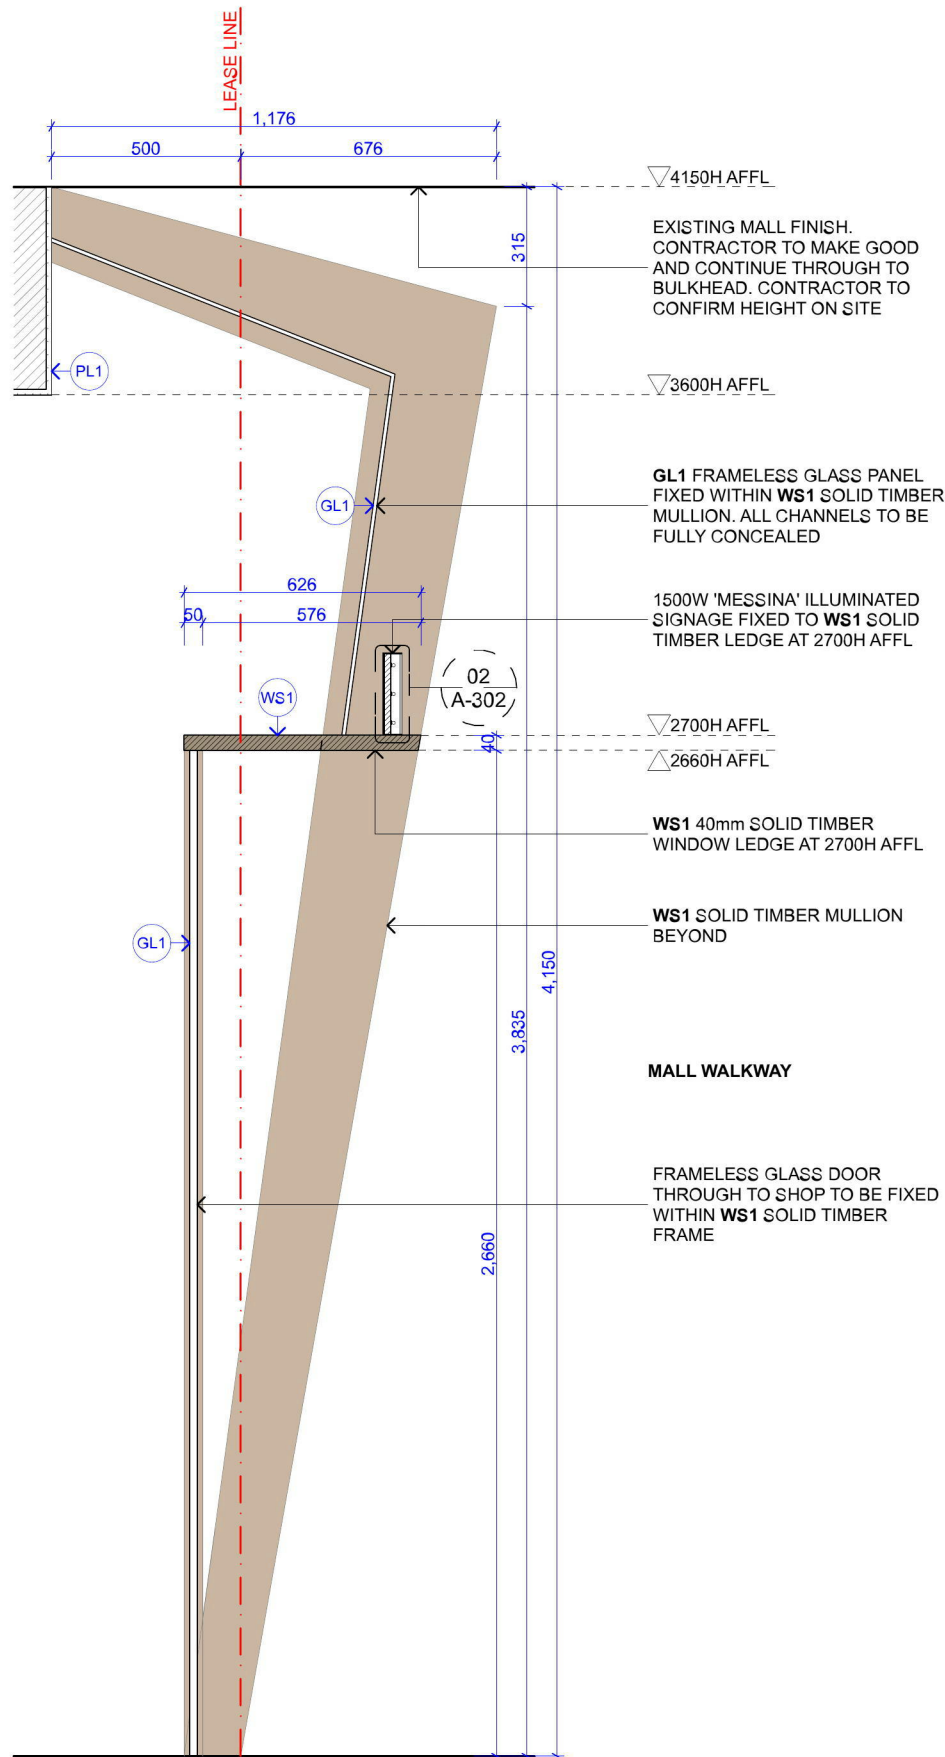 LEASE LINE
1,176
500
676
4150H AFFL
EXISTING MALL FINISH.
CONTRACTOR TO MAKE GOOD
AND CONTINUE THROUGH TO
BULKHEAD. CONTRACTOR TO
CONFIRM HEIGHT ON SITE
315
PL1
3600H AFFL
GL1 FRAMELESS GLASS PANEL
FIXED WITHIN WS1 SOLID TIMBER
MULLION. ALL CHANNELS TO BE
FULLY CONCEALED
GL1
626
50
576
1500W 'MESSINA' ILLUMINATED
SIGNAGE FIXED TO WS1 SOLID
TIMBER LEDGE AT 2700H AFFL
02
A-302
WS1
2700H AFFL
40
2660H AFFL
WS1 40mm SOLID TIMBER
WINDOW LEDGE AT 2700H AFFL
WS1 SOLID TIMBER MULLION
BEYOND
GL1
4,150
3,835
MALL WALKWAY
FRAMELESS GLASS DOOR
THROUGH TO SHOP TO BE FIXED
WITHIN WS1 SOLID TIMBER
FRAME
2,660